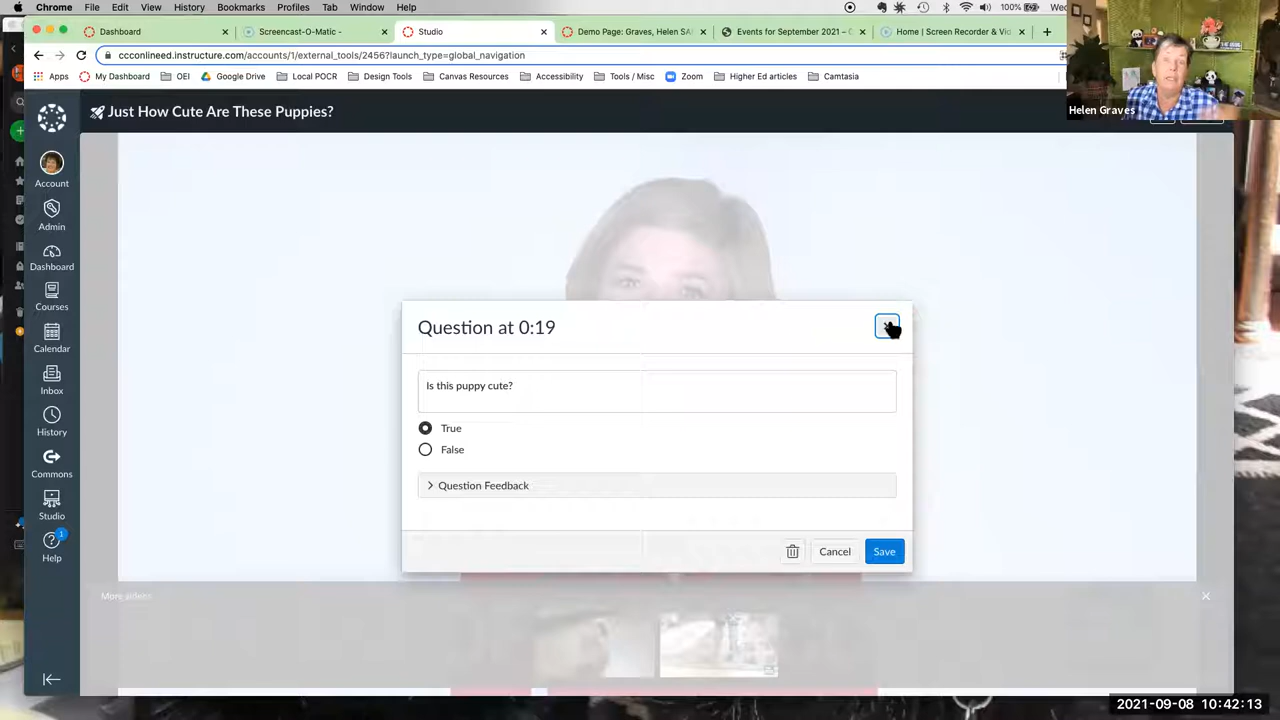 Chrome File Edit View History Bookmarks Profiles Tab Window Help 100% Wed
Dashboard Screencast-O-Matic - Studio Demo Page: Graves, Helen SA Events for September 2021 - C Home | Screen Recorder & Vi
ccconlineed.instructure.com/accounts/1/external_tools/2456?launch_type=global_navigation
Apps My Dashboard OEI Google Drive Local POCR Design Tools Canvas Resources Accessibility Tools / Misc Zoom Higher Ed articles Camtasia
Just How Cute Are These Puppies?
Helen Graves
Account
Admin
Dashboard
Courses
Calendar
Inbox
History
Commons
Studio
1
Help
Question at 0:19
Is this puppy cute?
True
False
Question Feedback
Cancel Save
More videos
2021-09-08 10:42:13